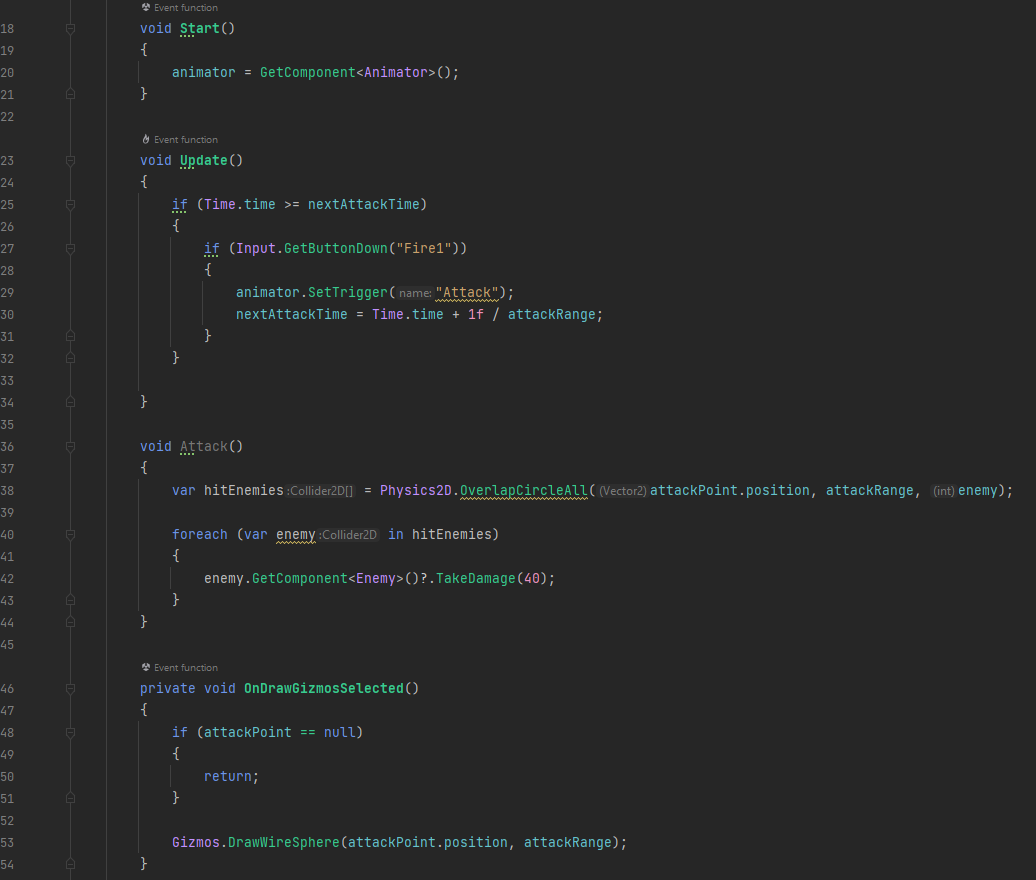 Event function
18 void Start()
19 {
20 animator = GetComponent<Animator>();
21 }
22
Event function
23 void Update()
24 {
25 if (Time.time >= nextAttackTime)
26 {
27 if (Input.GetButtonDown("Fire1"))
28 {
29 animator.SetTrigger( name: "Attack");
30 nextAttackTime = Time.time + 1f / attackRange;
31 }
32 }
33
34 }
35
36 void Attack()
37 {
38 var hitEnemies :Collider2D[] = Physics2D.OverlapCircleAll( (Vector2) attackPoint.position, attackRange, (int) enemy);
39
40 foreach (var enemy :Collider2D in hitEnemies)
41 {
42 enemy.GetComponent<Enemy>()?.TakeDamage(40);
43 }
44 }
45
Event function
46 private void OnDrawGizmosSelected()
47 {
48 if (attackPoint == null)
49 {
50 return;
51 }
52
53 Gizmos.DrawWireSphere(attackPoint.position, attackRange);
54 }